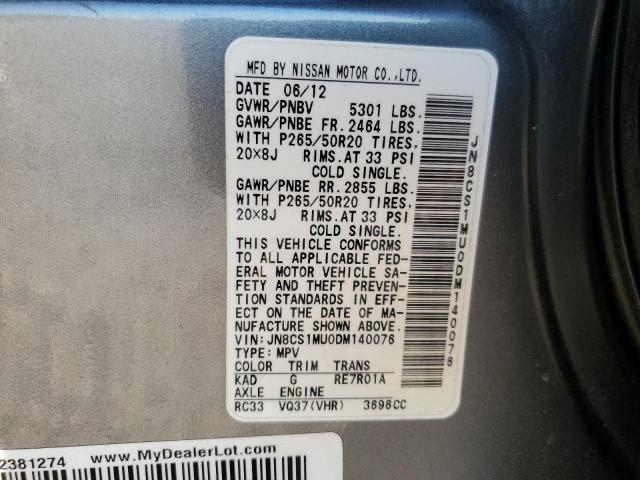 MFD BY NISSAN MOTOR CO.,LTD.
DATE 06/12
GVWR/PNBV 5301 LBS.
GAWR/PNBE FR. 2464 LBS.
WITH P265/50R20 TIRES,
20×8J RIMS. AT 33 PSI
COLD SINGLE.
GAWR/PNBE RR. 2855 LBS.
WITH P265/50R20 TIRES,
20×8J RIMS. AT 33 PSI
COLD SINGLE.
THIS VEHICLE CONFORMS
TO ALL APPLICABLE FED-
ERAL MOTOR VEHICLE SA-
FETY AND THEFT PREVEN-
TION STANDARDS IN EFF-
ECT ON THE DATE OF MA-
NUFACTURE SHOWN ABOVE.
VIN: JN8CS1MU0DM140076
TYPE: MPV
COLOR TRIM TRANS
KAD G RE7R01A
AXLE ENGINE
RC33 VQ37(VHR) 3696CC
JN8CS1MU0DM140076
2381274 www.MyDealerLot.com